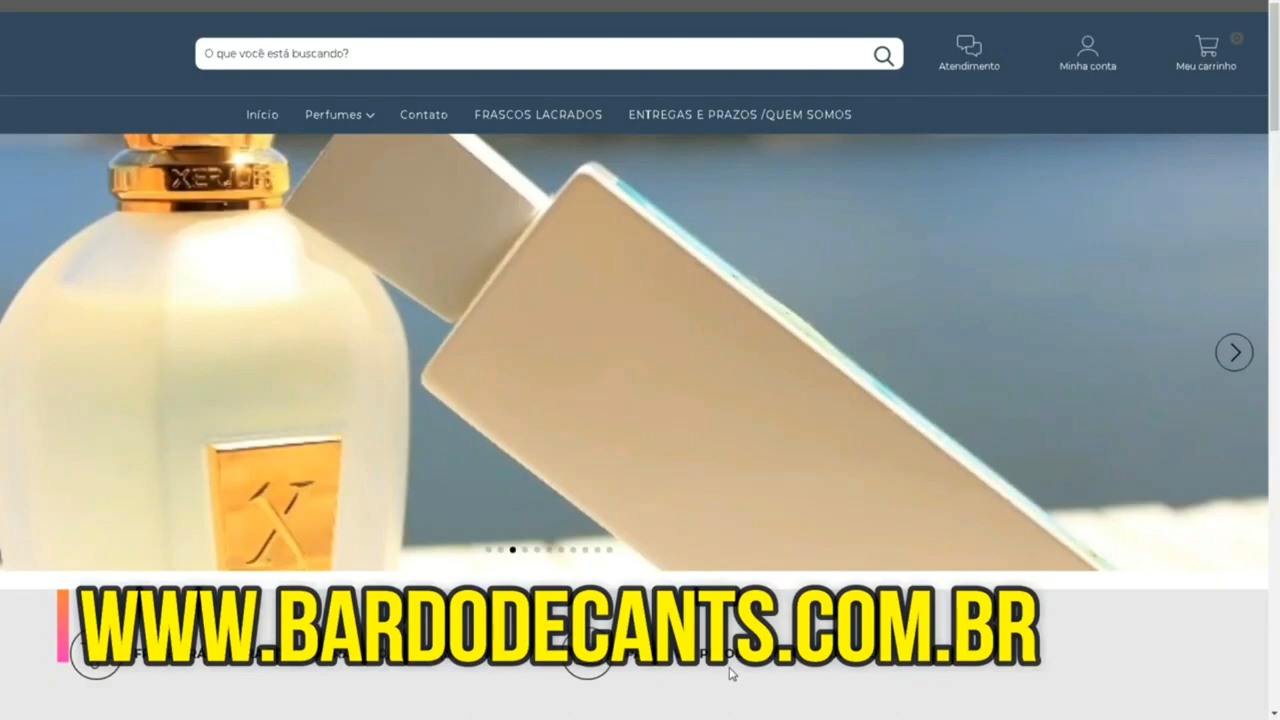 O que você está buscando?
Atendimento
Minha conta
0
Meu carrinho
Início
Perfumes
Contato
FRASCOS LACRADOS
ENTREGAS E PRAZOS /QUEM SOMOS
XERJOFF
X
WWW.BARDODECANTS.COM.BR